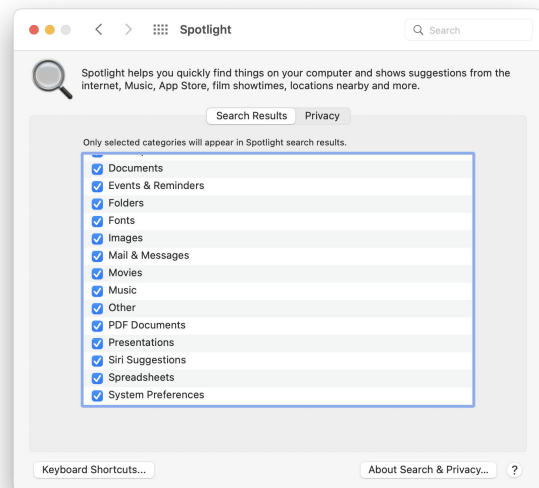 Spotlight
Search
Spotlight helps you quickly find things on your computer and shows suggestions from the
internet, Music, App Store, film showtimes, locations nearby and more.
Search Results
Privacy
Only selected categories will appear in Spotlight search results.
Documents
Events & Reminders
Folders
Fonts
Images
Mail & Messages
Movies
Music
Other
PDF Documents
Presentations
Siri Suggestions
Spreadsheets
System Preferences
Keyboard Shortcuts...
About Search & Privacy...
?